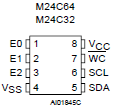 M24C64
M24C32
E0 1 8 VCC
E1 2 7 WC
E2 3 6 SCL
VSS 4 5 SDA
AI01845C